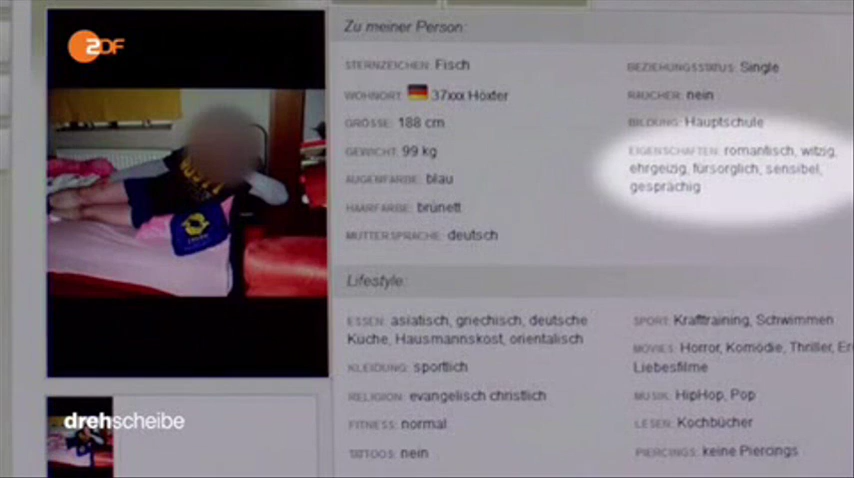 ZDF
Zu meiner Person:
STERNZEICHEN: Fisch
WOHNORT: 37xxx Höxter
GRÖSSE: 188 cm
GEWICHT: 99 kg
AUGENFARBE: blau
HAARFARBE: brünett
MUTTERSPRACHE: deutsch
BEZIEHUNGSSTATUS: Single
RAUCHER: nein
BILDUNG: Hauptschule
EIGENSCHAFTEN: romantisch, witzig,
ehrgeizig, fürsorglich, sensibel,
gesprächig
Lifestyle:
ESSEN: asiatisch, griechisch, deutsche
Küche, Hausmannskost, orientalisch
KLEIDUNG: sportlich
RELIGION: evangelisch christlich
FITNESS: normal
TATTOOS: nein
SPORT: Krafttraining, Schwimmen
MOVIES: Horror, Komödie, Thriller, Er
Liebesfilme
MUSIK: HipHop, Pop
LESEN: Kochbücher
PIERCINGS: keine Piercings
drehscheibe